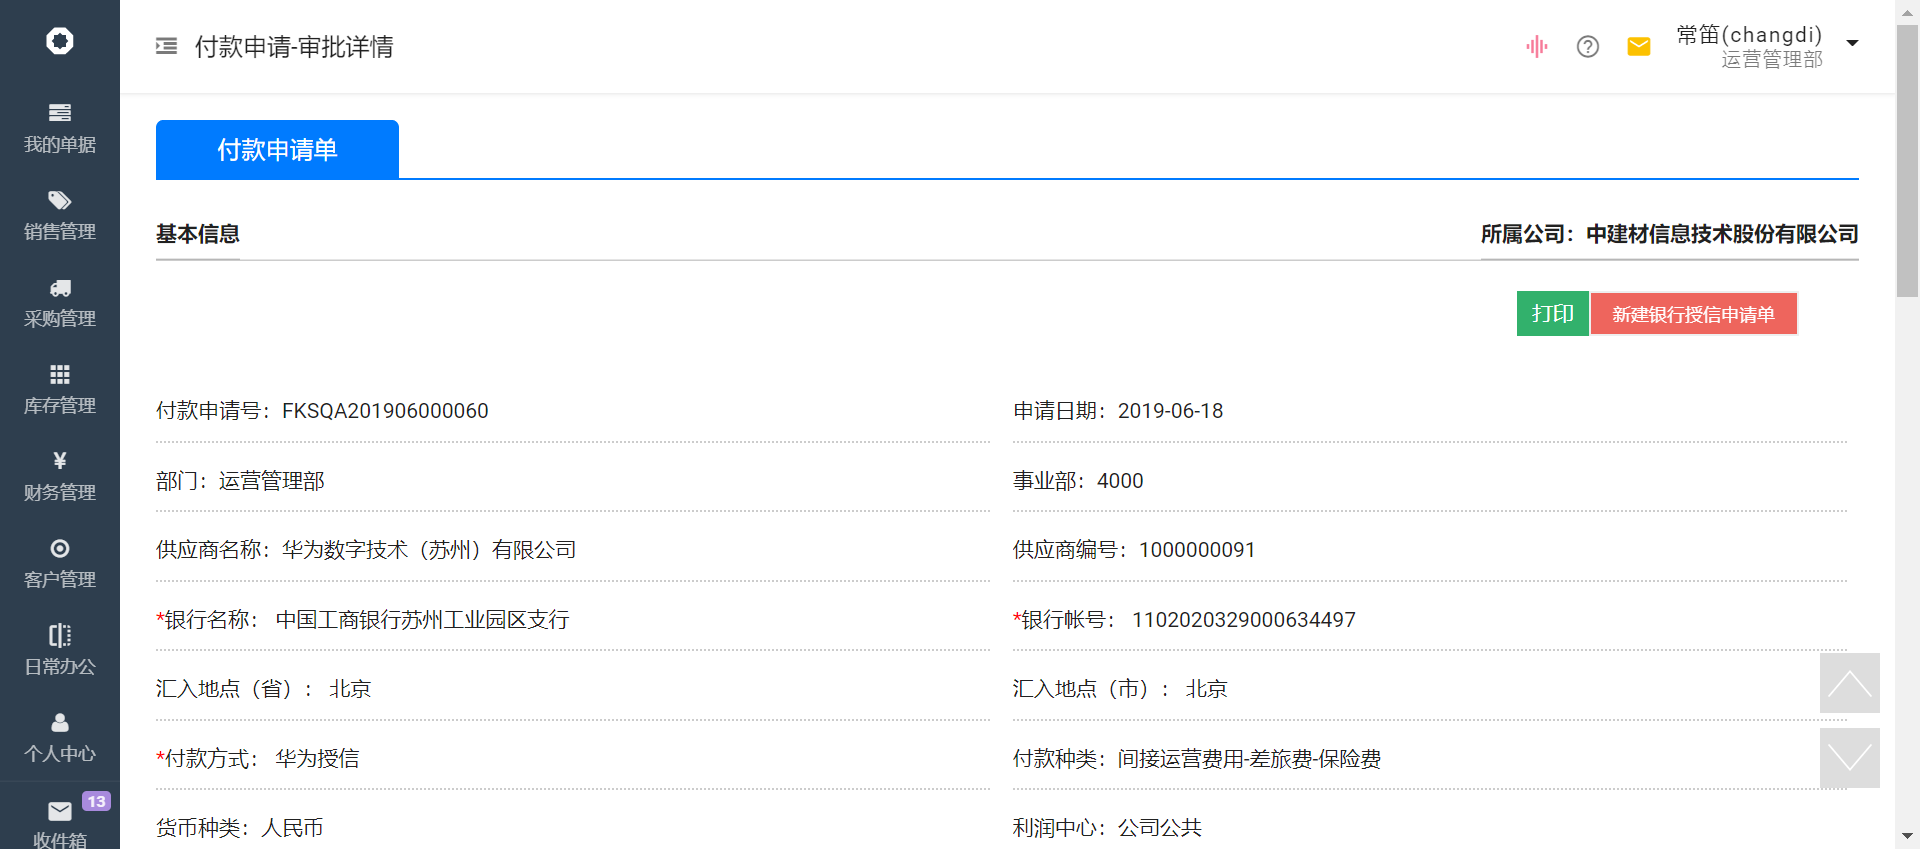 付款申请-审批详情
常笛(changdi)
运营管理部
我的单据
销售管理
采购管理
库存管理
¥
财务管理
客户管理
日常办公
个人中心
13
收件箱
付款申请单
基本信息
所属公司：中建材信息技术股份有限公司
打印
新建银行授信申请单
付款申请号：FKSQA201906000060
申请日期：2019-06-18
部门：运营管理部
事业部：4000
供应商名称：华为数字技术（苏州）有限公司
供应商编号：1000000091
*银行名称： 中国工商银行苏州工业园区支行
*银行帐号： 1102020329000634497
汇入地点（省）： 北京
汇入地点（市）： 北京
*付款方式： 华为授信
付款种类：间接运营费用-差旅费-保险费
货币种类：人民币
利润中心：公司公共